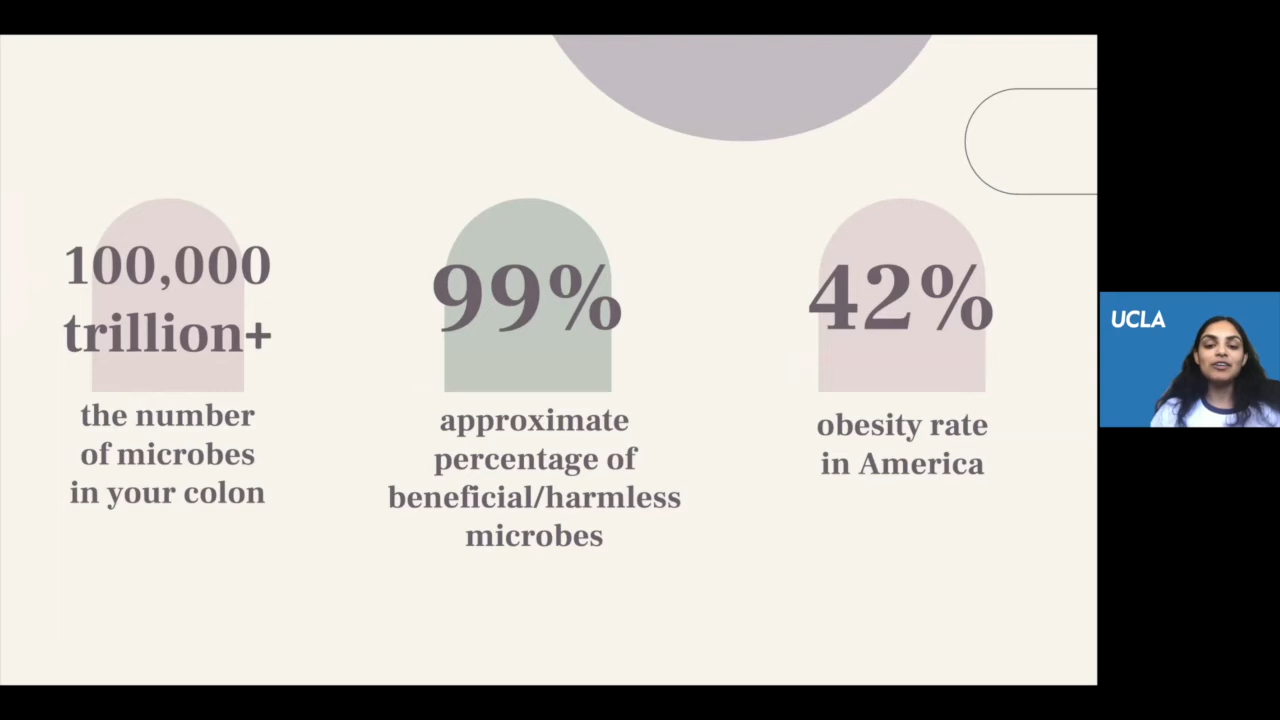 100,000
trillion+
the number
of microbes
in your colon
99%
approximate
percentage of
beneficial/harmless
microbes
42%
obesity rate
in America
UCLA